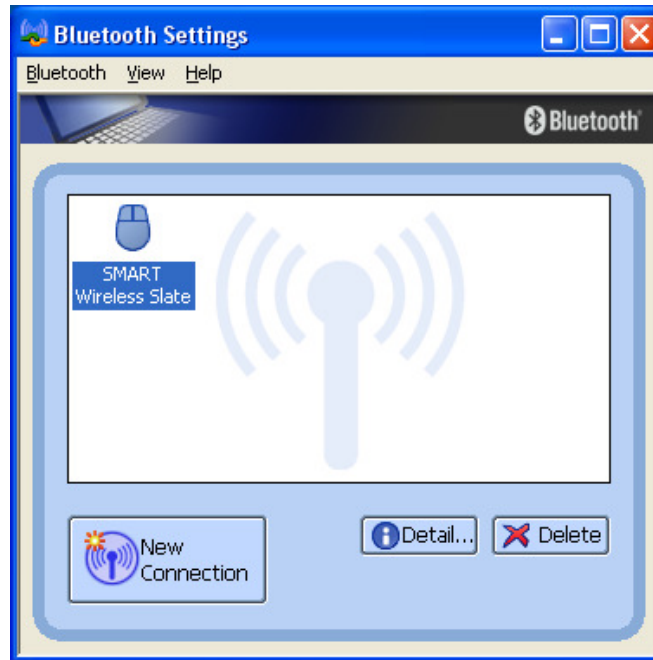 Bluetooth Settings
Bluetooth View Help
Bluetooth
SMART
Wireless Slate
New
Connection
Detail...
Delete